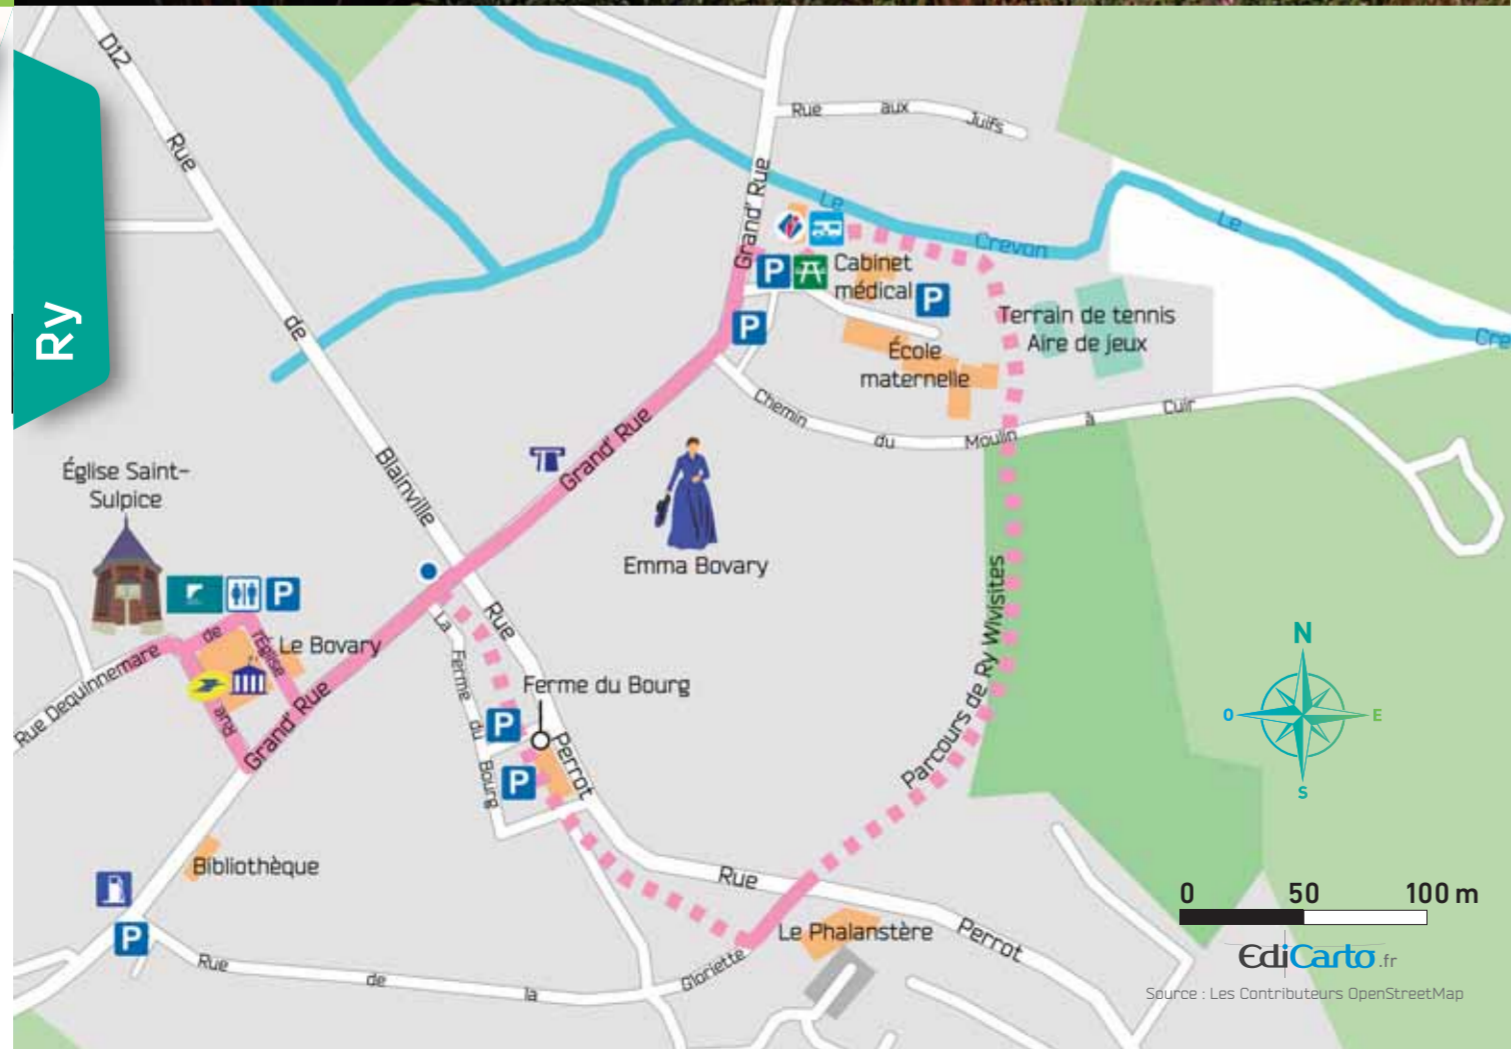 Ry
D12
Rue
de
Blainville
Rue
Perrot
Rue
Perrot
Rue aux Juifs
Grand' Rue
Le Crevon
Le
Cre
Cabinet
médical
P
P
P
Terrain de tennis
Aire de jeux
École
maternelle
Chemin du Moulin à Cuir
Grand' Rue
Emma Bovary
Église Saint-
Sulpice
P
Le Bovary
Rue de l'Église
Rue Dequinnemare
Grand' Rue
La Ferme du Bourg
Ferme du Bourg
P
P
Parcours de Ry Wivisites
N
O
E
S
Bibliothèque
P
Rue de la Gloriette
Le Phalanstère
0 50 100 m
EdiCarto.fr
Source : Les Contributeurs OpenStreetMap